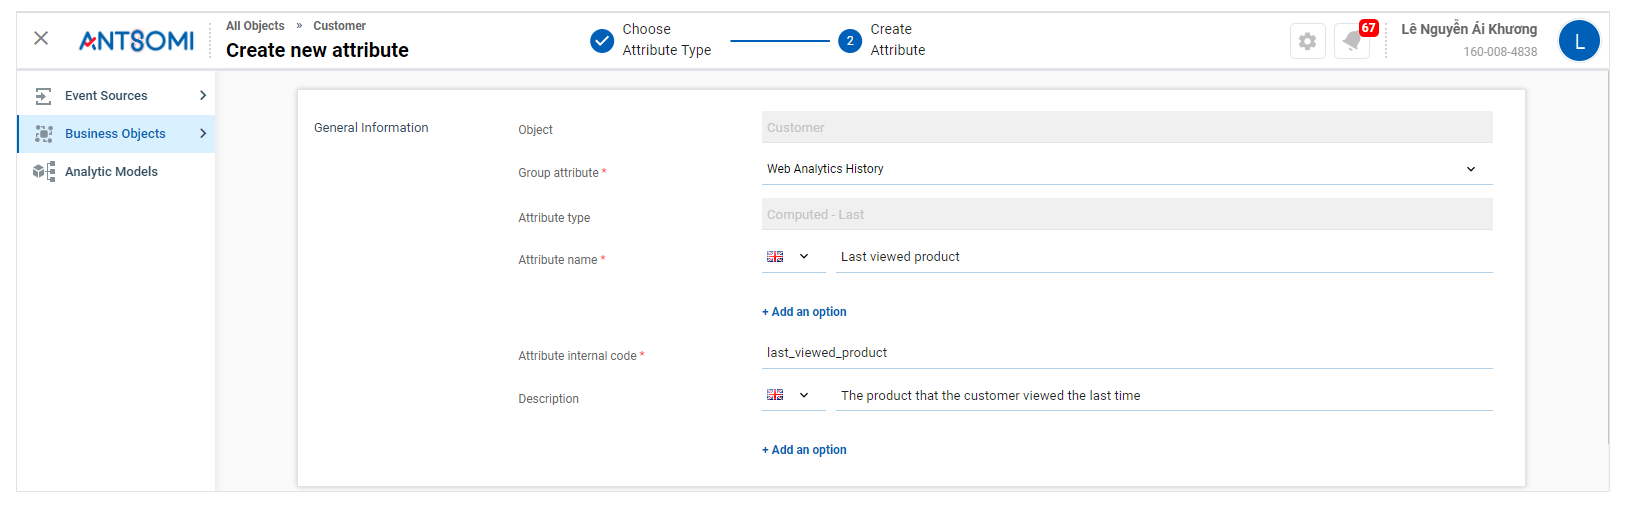 ANTSOMI
All Objects » Customer
Create new attribute
Choose
Attribute Type
2
Create
Attribute
67
Lê Nguyễn Ái Khương
160-008-4838
L
Event Sources
Business Objects
Analytic Models
General Information
Object
Customer
Group attribute *
Web Analytics History
Attribute type
Computed - Last
Attribute name *
Last viewed product
+ Add an option
Attribute internal code *
last_viewed_product
Description
The product that the customer viewed the last time
+ Add an option